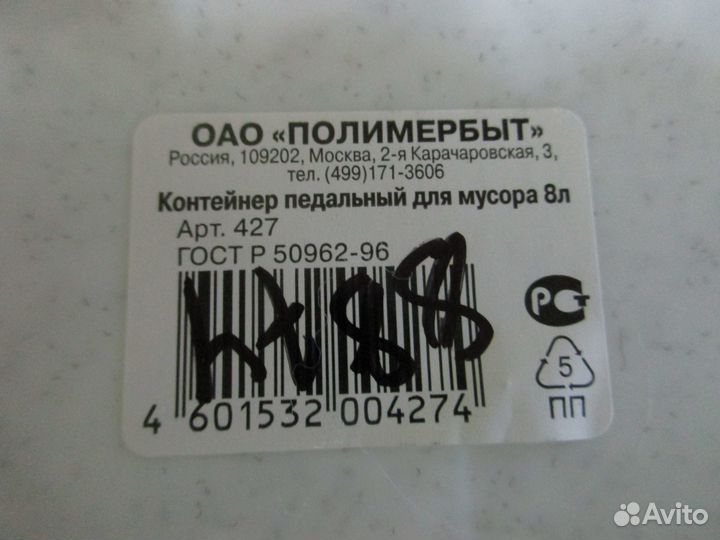 ОАО «ПОЛИМЕРБЫТ»
Россия, 109202, Москва, 2-я Карачаровская, 3,
тел. (499)171-3606
Контейнер педальный для мусора 8л
Арт. 427
ГОСТ Р 50962-96
РСТ
5
ПП
4 601532 004274
Avito